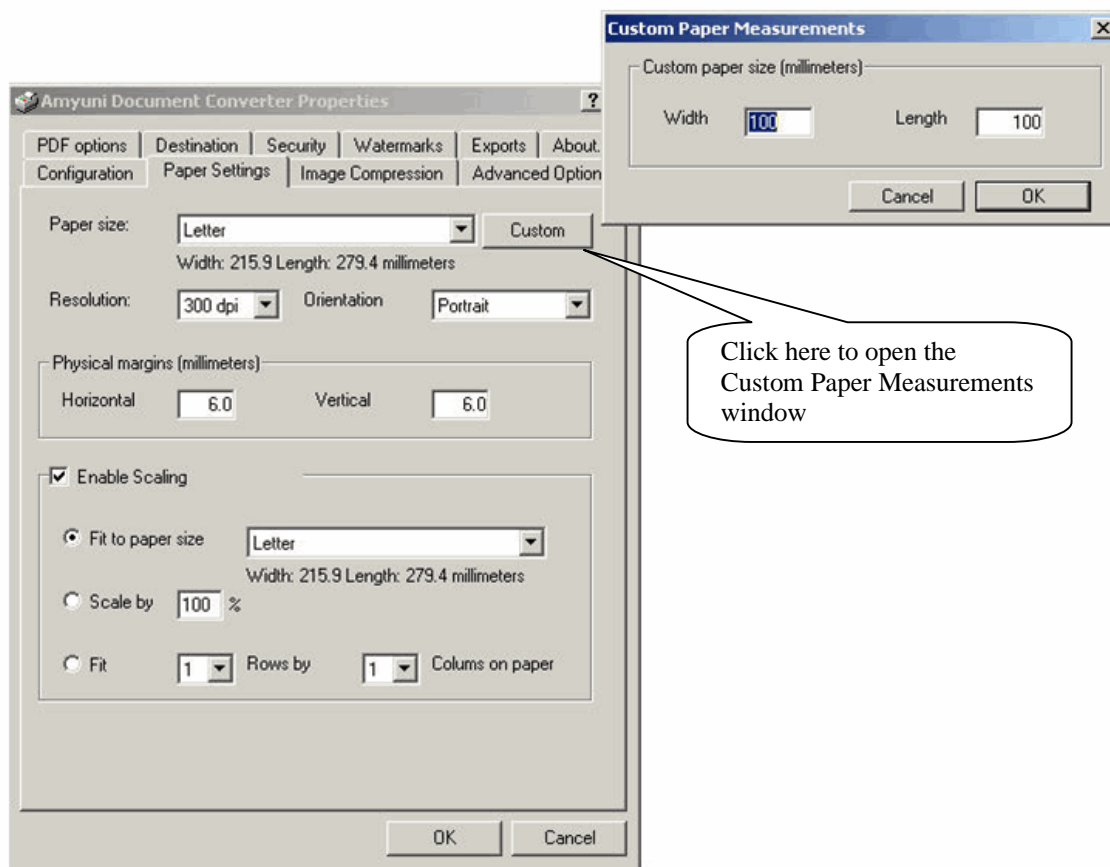 Custom Paper Measurements
Custom paper size (millimeters)
Width 100 Length 100
Cancel OK
Amyuni Document Converter Properties
PDF options Destination Security Watermarks Exports About.
Configuration Paper Settings Image Compression Advanced Option
Paper size: Letter Custom
Width: 215.9 Length: 279.4 millimeters
Resolution: 300 dpi Orientation Portrait
Physical margins (millimeters)
Horizontal 6.0 Vertical 6.0
Enable Scaling
Fit to paper size Letter
Width: 215.9 Length: 279.4 millimeters
Scale by 100 %
Fit 1 Rows by 1 Colums on paper
OK Cancel
Click here to open the
Custom Paper Measurements
window